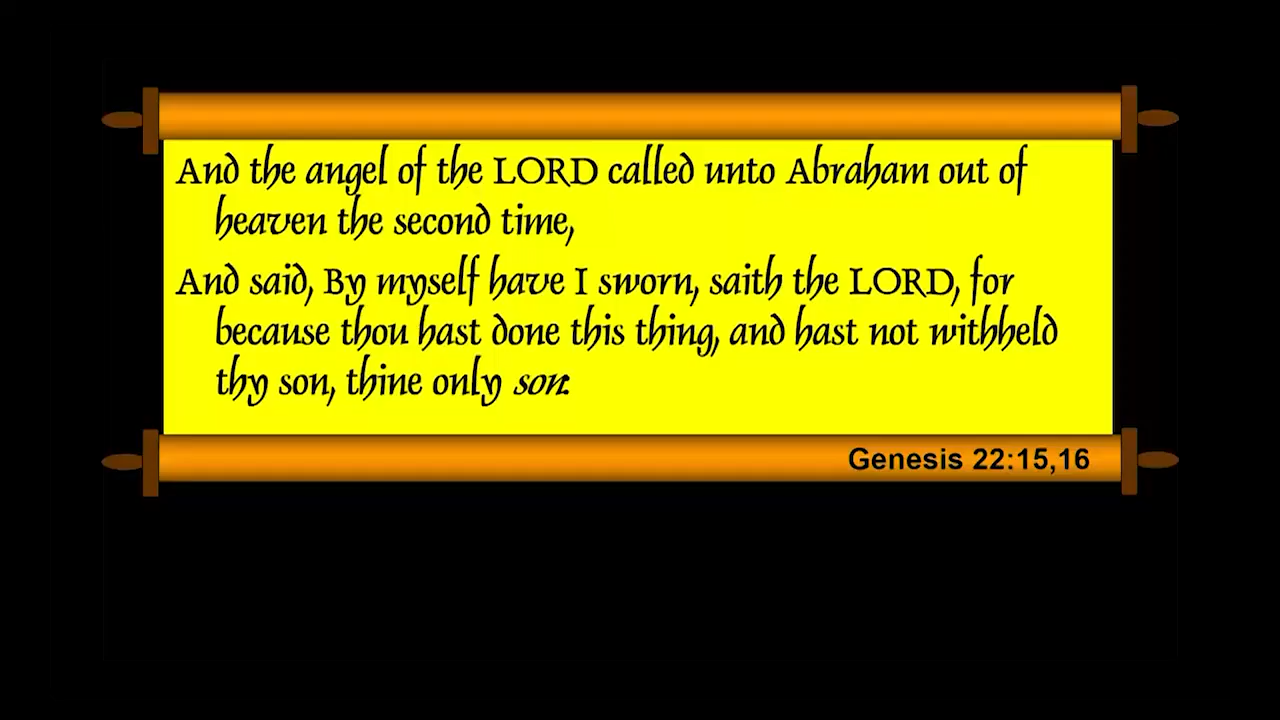 And the angel of the LORD called unto Abraham out of
heaven the second time,
And said, By myself have I sworn, saith the LORD, for
because thou hast done this thing, and hast not withheld
thy son, thine only son:
Genesis 22:15,16